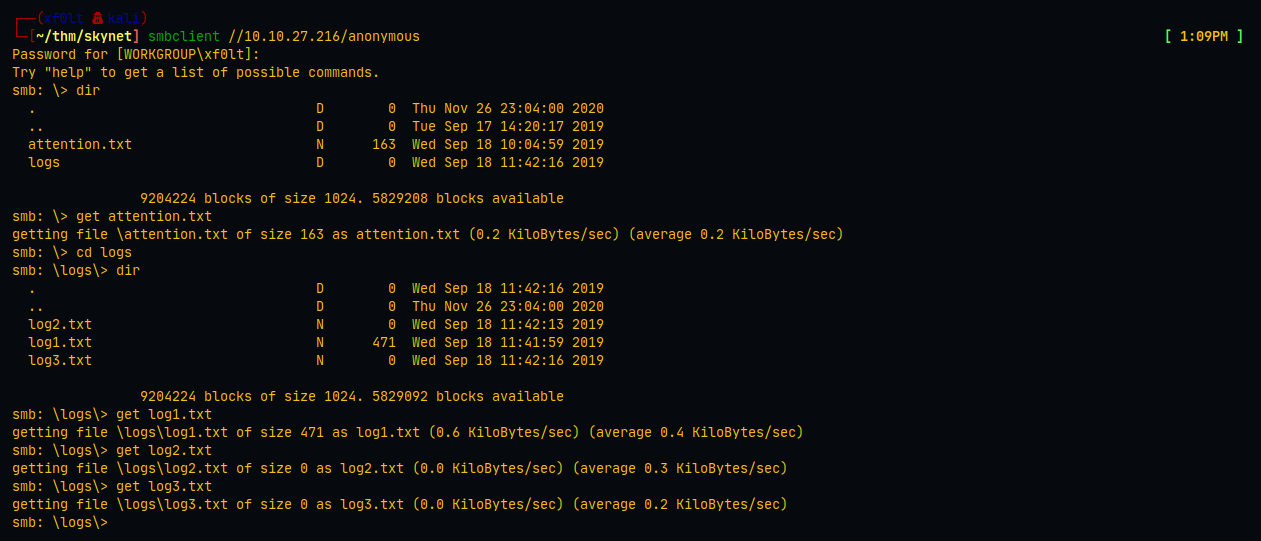 ┌──(xf0lt kali)
└─[~/thm/skynet] smbclient //10.10.27.216/anonymous [ 1:09PM ]
Password for [WORKGROUP\xf0lt]:
Try "help" to get a list of possible commands.
smb: \> dir
  .                                   D        0  Thu Nov 26 23:04:00 2020
  ..                                  D        0  Tue Sep 17 14:20:17 2019
  attention.txt                       N      163  Wed Sep 18 10:04:59 2019
  logs                                D        0  Wed Sep 18 11:42:16 2019
                9204224 blocks of size 1024. 5829208 blocks available
smb: \> get attention.txt
getting file \attention.txt of size 163 as attention.txt (0.2 KiloBytes/sec) (average 0.2 KiloBytes/sec)
smb: \> cd logs
smb: \logs\> dir
  .                                   D        0  Wed Sep 18 11:42:16 2019
  ..                                  D        0  Thu Nov 26 23:04:00 2020
  log2.txt                            N        0  Wed Sep 18 11:42:13 2019
  log1.txt                            N      471  Wed Sep 18 11:41:59 2019
  log3.txt                            N        0  Wed Sep 18 11:42:16 2019
                9204224 blocks of size 1024. 5829092 blocks available
smb: \logs\> get log1.txt
getting file \logs\log1.txt of size 471 as log1.txt (0.6 KiloBytes/sec) (average 0.4 KiloBytes/sec)
smb: \logs\> get log2.txt
getting file \logs\log2.txt of size 0 as log2.txt (0.0 KiloBytes/sec) (average 0.3 KiloBytes/sec)
smb: \logs\> get log3.txt
getting file \logs\log3.txt of size 0 as log3.txt (0.0 KiloBytes/sec) (average 0.2 KiloBytes/sec)
smb: \logs\>